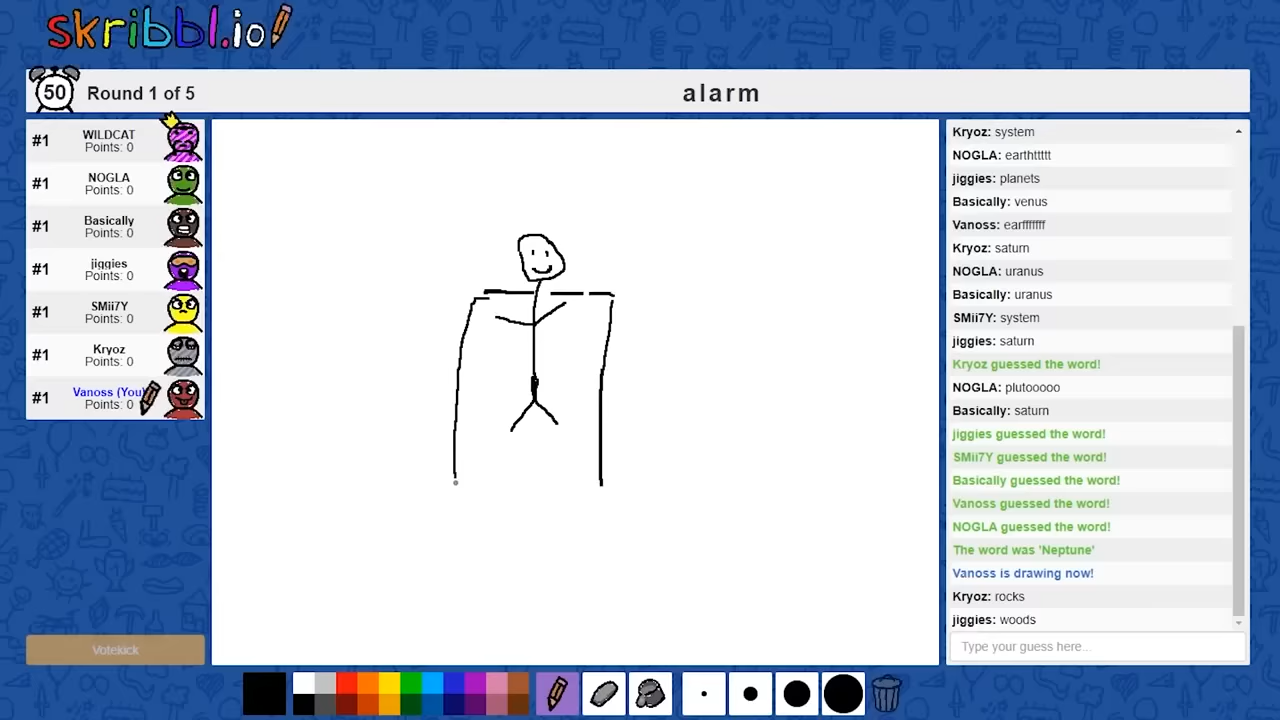 skribbl.io
50
Round 1 of 5
alarm
#1 WILDCAT
Points: 0
#1 NOGLA
Points: 0
#1 Basically
Points: 0
#1 jiggies
Points: 0
#1 SMii7Y
Points: 0
#1 Kryoz
Points: 0
#1 Vanoss (You)
Points: 0
Votekick
Kryoz: system
NOGLA: earthttttt
jiggies: planets
Basically: venus
Vanoss: earfffffff
Kryoz: saturn
NOGLA: uranus
Basically: uranus
SMii7Y: system
jiggies: saturn
Kryoz guessed the word!
NOGLA: plutooooo
Basically: saturn
jiggies guessed the word!
SMii7Y guessed the word!
Basically guessed the word!
Vanoss guessed the word!
NOGLA guessed the word!
The word was 'Neptune'
Vanoss is drawing now!
Kryoz: rocks
jiggies: woods
Type your guess here...